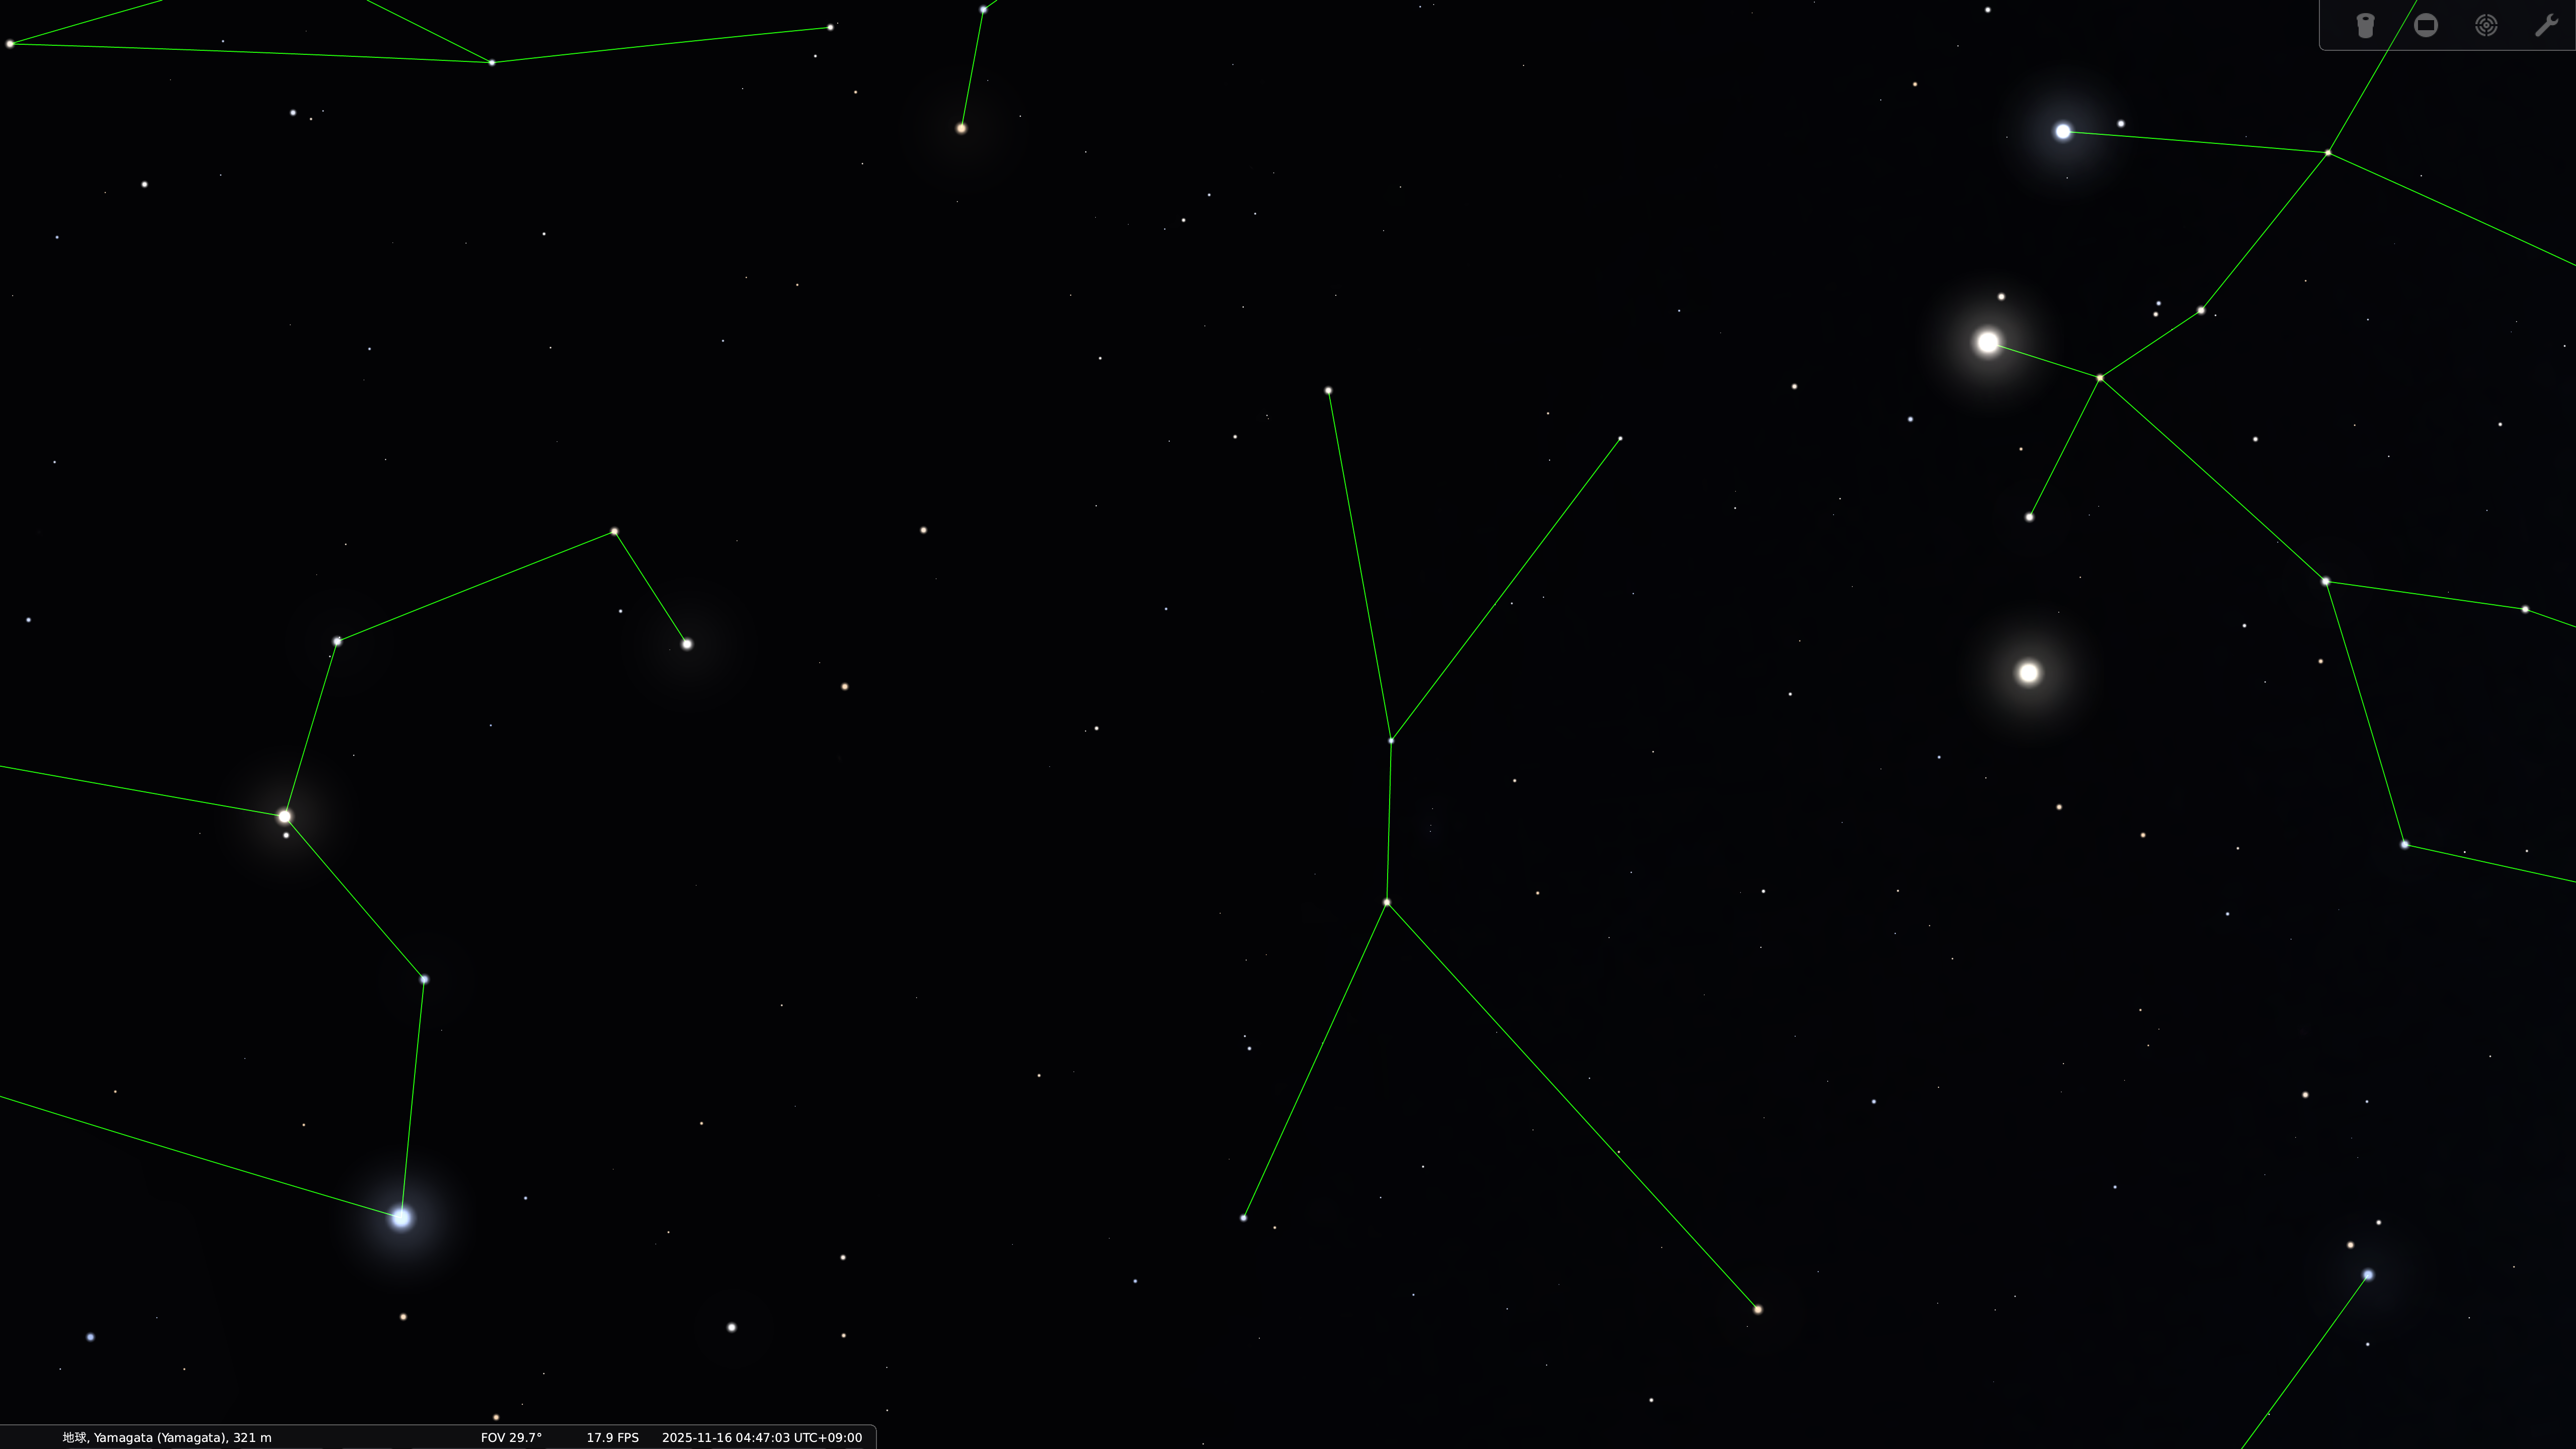 地球, Yamagata (Yamagata), 321 m FOV 29.7° 17.9 FPS 2025-11-16 04:47:03 UTC+09:00